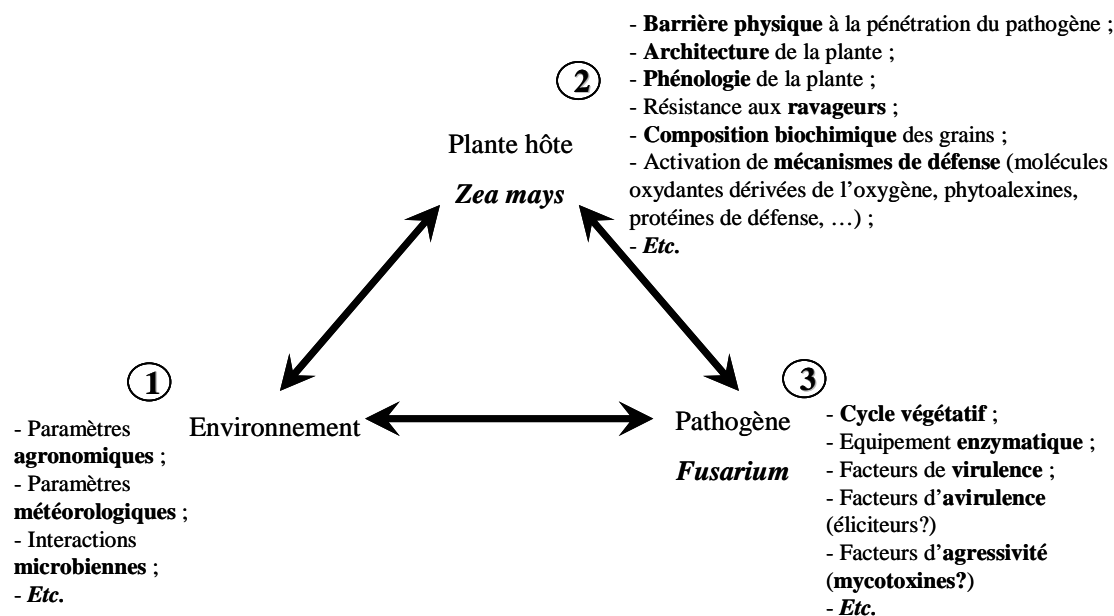 - Barrière physique à la pénétration du pathogène ;
- Architecture de la plante ;
- Phénologie de la plante ;
- Résistance aux ravageurs ;
- Composition biochimique des grains ;
- Activation de mécanismes de défense (molécules
oxydantes dérivées de l'oxygène, phytoalexines,
protéines de défense, …) ;
- Etc.
2
Plante hôte
Zea mays
1
Environnement
- Paramètres
agronomiques ;
- Paramètres
météorologiques ;
- Interactions
microbiennes ;
- Etc.
3
Pathogène
Fusarium
- Cycle végétatif ;
- Equipement enzymatique ;
- Facteurs de virulence ;
- Facteurs d'avirulence
(éliciteurs?)
- Facteurs d'agressivité
(mycotoxines?)
- Etc.